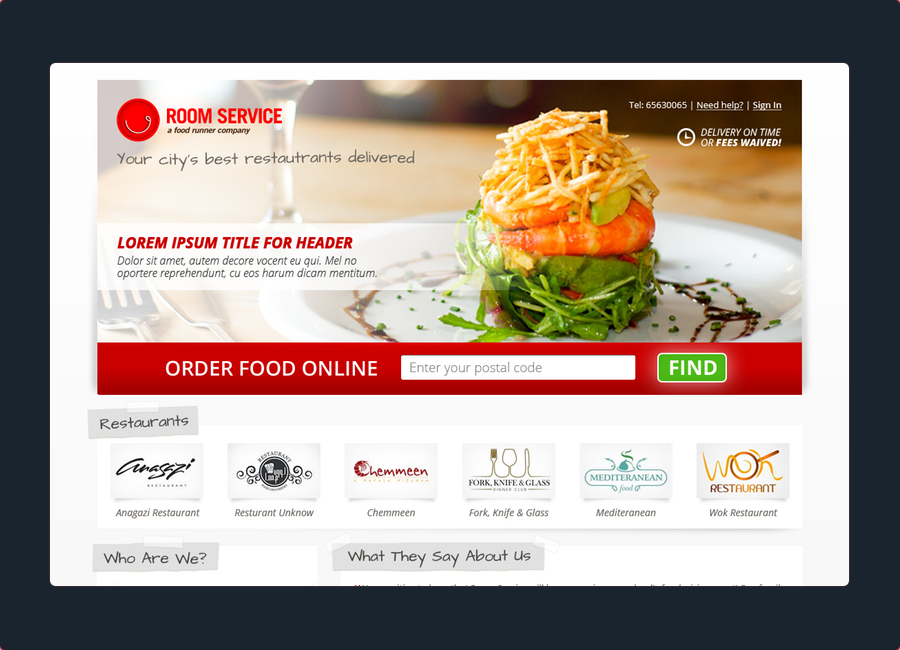 ROOM SERVICE
a food runner company
Your city's best restautrants delivered
Tel: 65630065 | Need help? | Sign In
DELIVERY ON TIME
OR FEES WAIVED!
LOREM IPSUM TITLE FOR HEADER
Dolor sit amet, autem decore vocent eu qui. Mel no
oportere reprehendunt, cu eos harum dicam mentitum.
ORDER FOOD ONLINE
Enter your postal code
FIND
Restaurants
Anagazi
RESTAURANT
RESTAURANT
Chemmeen
FORK, KNIFE & GLASS
DINNER CLUB
MEDITERANEAN
food
WOK
RESTAURANT
Anagazi Restaurant
Resturant Unknow
Chemmeen
Fork, Knife & Glass
Mediteranean
Wok Restaurant
Who Are We?
What They Say About Us